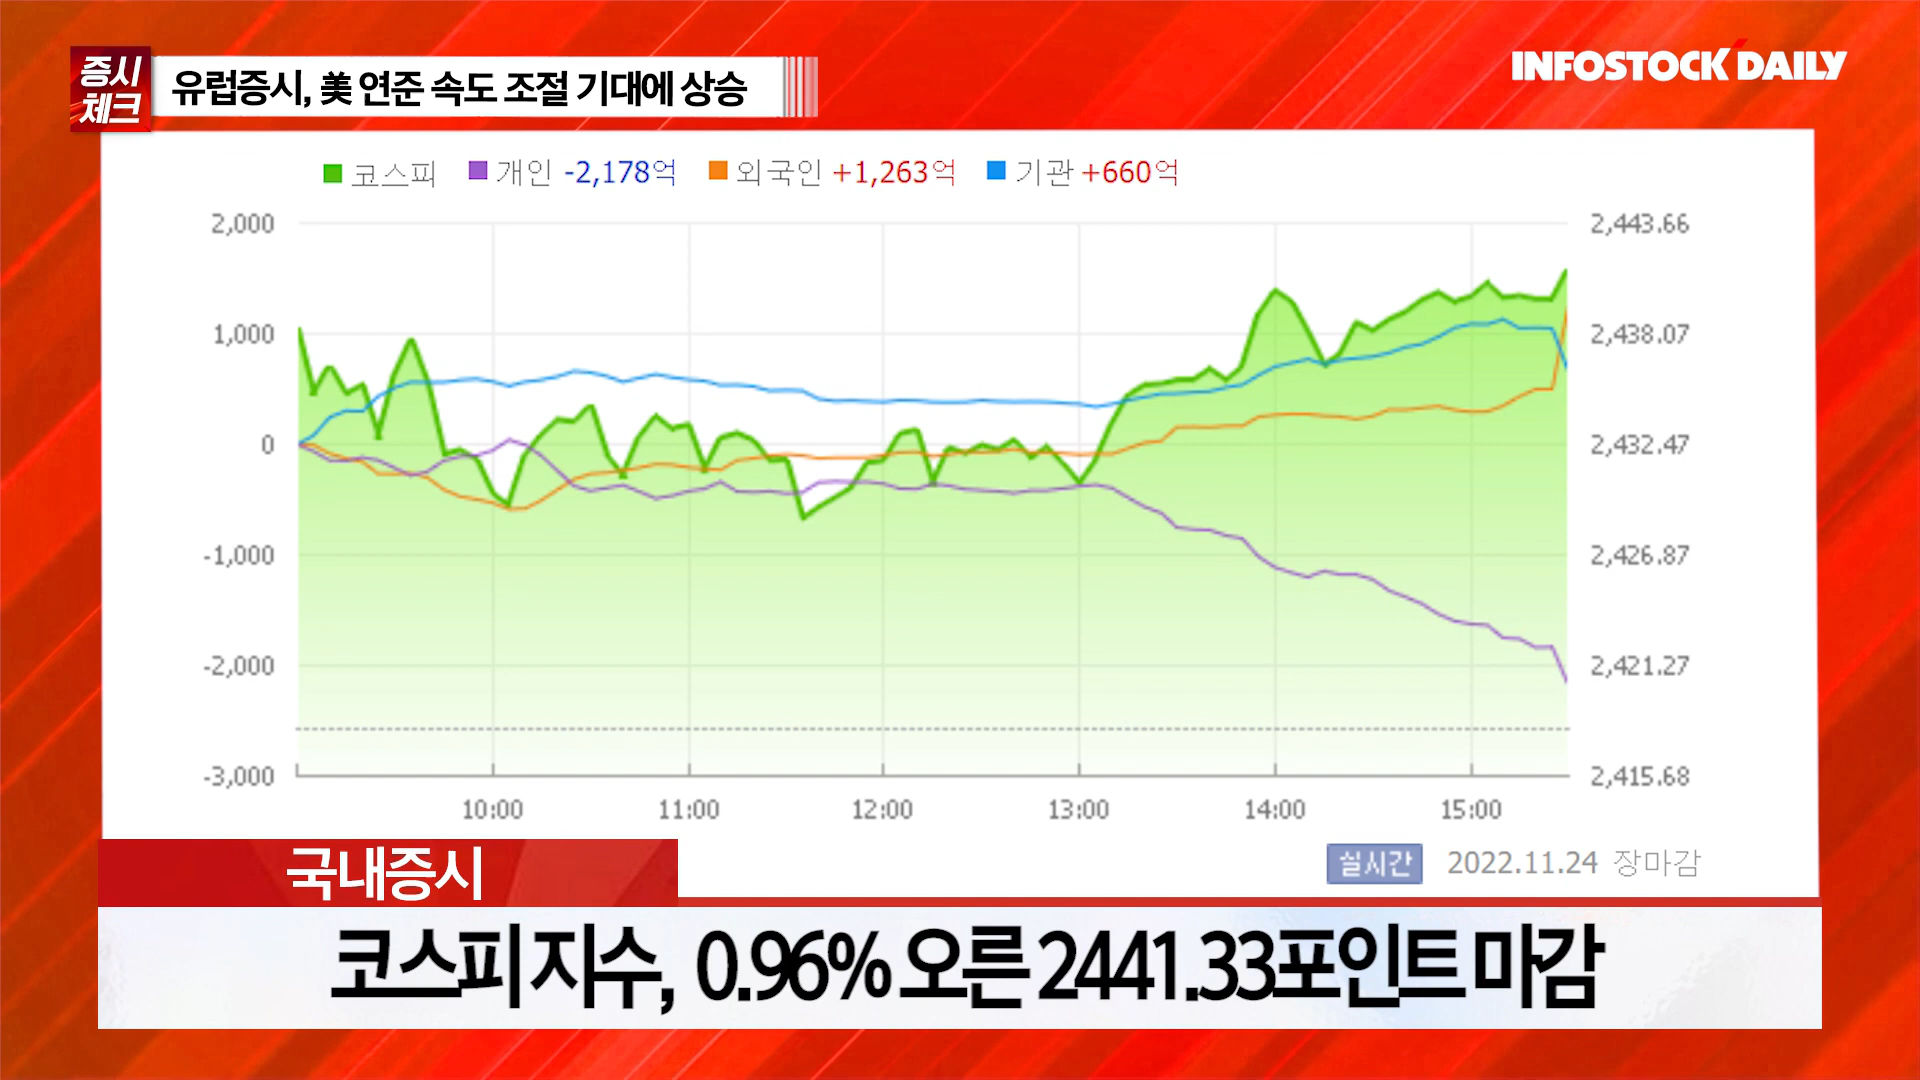 증시
체크
유럽증시, 美 연준 속도 조절 기대에 상승
INFOSTOCK DAILY
코스피 개인 -2,178억 외국인 +1,263억 기관 +660억
2,000 2,443.66
1,000 2,438.07
0 2,432.47
-1,000 2,426.87
-2,000 2,421.27
-3,000 2,415.68
10:00 11:00 12:00 13:00 14:00 15:00
실시간 2022.11.24 장마감
국내증시
코스피 지수, 0.96% 오른 2441.33포인트 마감